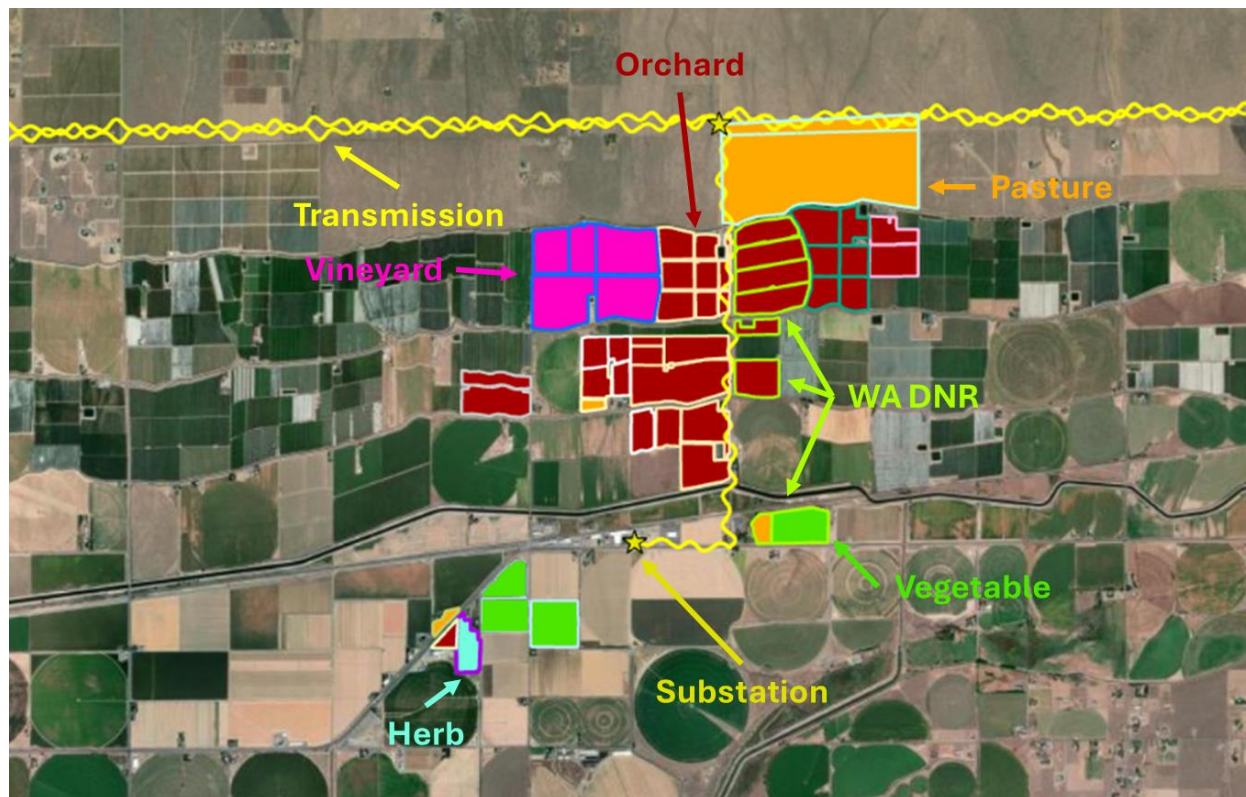 Orchard
Pasture
Transmission
Vineyard
WA DNR
Vegetable
Substation
Herb